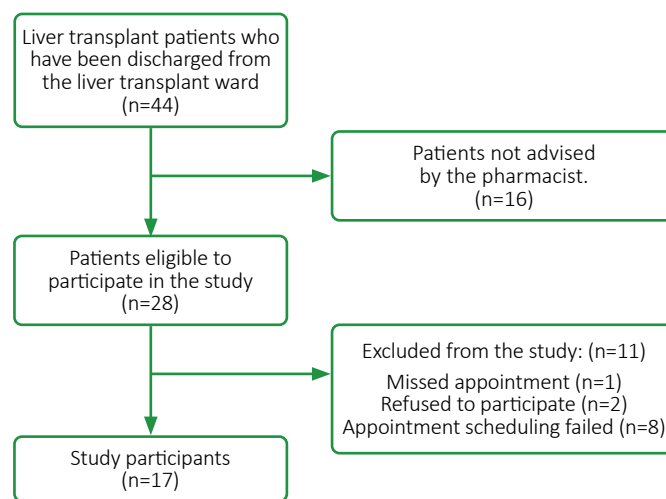 Liver transplant patients who
have been discharged from
the liver transplant ward
(n=44)
Patients not advised
by the pharmacist.
(n=16)
Patients eligible to
participate in the study
(n=28)
Excluded from the study: (n=11)
Missed appointment (n=1)
Refused to participate (n=2)
Appointment scheduling failed (n=8)
Study participants
(n=17)